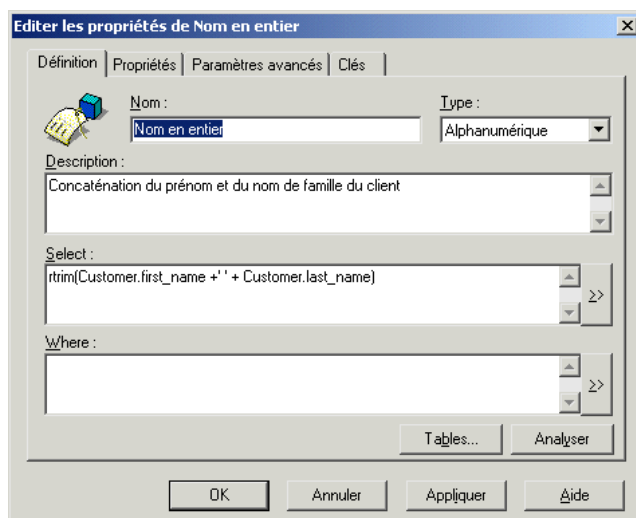 Editer les propriétés de Nom en entier
Définition Propriétés Paramètres avancés Clés
Nom : Type :
Nom en entier Alphanumérique
Description :
Concaténation du prénom et du nom de famille du client
Select :
rtrim(Customer.first_name +' ' + Customer.last_name)
>>
Where :
>>
Tables... Analyser
OK Annuler Appliquer Aide